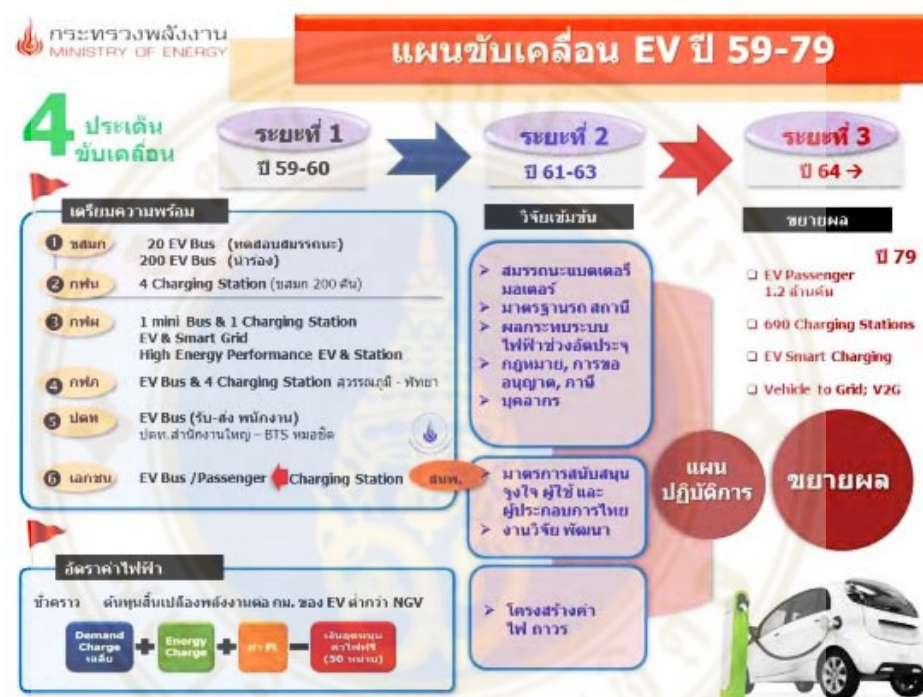 กระทรวงพลังงาน
MINISTRY OF ENERGY
แผนขับเคลื่อน EV ปี 59-79
4 ประเด็น
ขับเคลื่อน
ระยะที่ 1
ปี 59-60
ระยะที่ 2
ปี 61-63
ระยะที่ 3
ปี 64 →
เตรียมความพร้อม
1 ขสมก 20 EV Bus (ทดสอบสมรรถนะ)
200 EV Bus (นำร่อง)
2 กฟน 4 Charging Station (ขสมก 200 คัน)
3 กฟผ 1 mini Bus & 1 Charging Station
EV & Smart Grid
High Energy Performance EV & Station
4 กฟภ EV Bus & 4 Charging Station สุวรรณภูมิ - พัทยา
5 ปตท EV Bus (รับ-ส่ง พนักงาน)
ปตท.สำนักงานใหญ่ – BTS หมอชิต
6 เอกชน EV Bus /Passenger Charging Station สนพ.
วิจัยเข้มข้น
➢ สมรรถนะแบตเตอรี่
มอเตอร์
➢ มาตรฐานรถ สถานี
➢ ผลกระทบระบบ
ไฟฟ้าช่วงอัดประจุ
➢ กฎหมาย, การขอ
อนุญาต, ภาษี
➢ บุคลากร
➢ มาตรการสนับสนุน
จูงใจ ผู้ใช้ และ
ผู้ประกอบการไทย
➢ งานวิจัย พัฒนา
➢ โครงสร้างค่า
ไฟ ถาวร
ขยายผล
ปี 79
❑ EV Passenger
1.2 ล้านคัน
❑ 690 Charging Stations
❑ EV Smart Charging
❑ Vehicle to Grid; V2G
แผน
ปฏิบัติการ
ขยายผล
อัตราค่าไฟฟ้า
ชั่วคราว ต้นทุนสิ้นเปลืองพลังงานต่อ กม. ของ EV ต่ำกว่า NGV
Demand
Charge
เฉลี่ย
+
Energy
Charge
+
ค่า Ft
–
เงินอุดหนุน
ค่าไฟฟรี
(50 หน่วย)